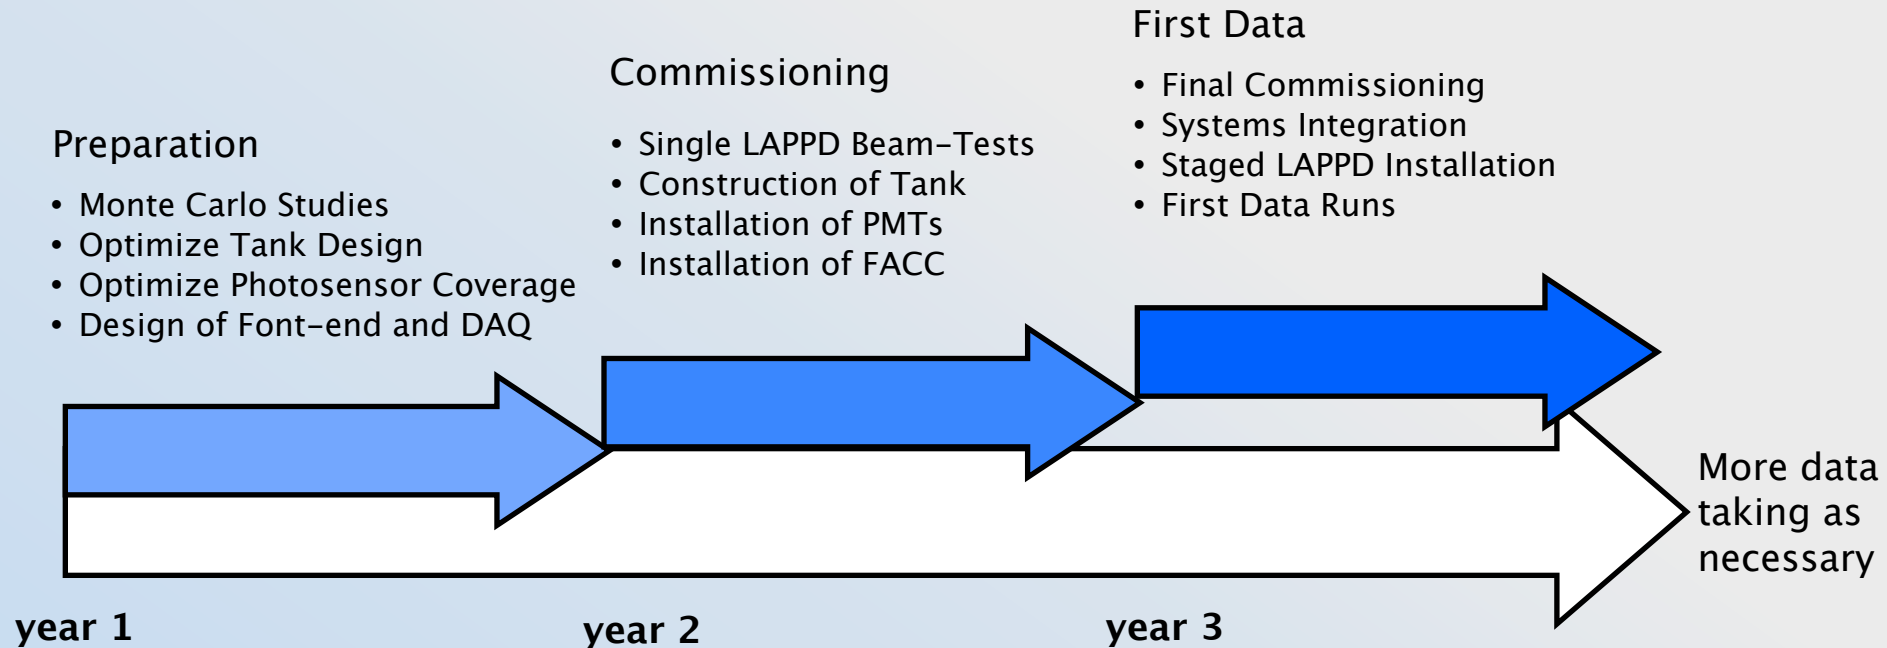 Preparation
• Monte Carlo Studies
• Optimize Tank Design
• Optimize Photosensor Coverage
• Design of Font-end and DAQ
Commissioning
• Single LAPPD Beam-Tests
• Construction of Tank
• Installation of PMTs
• Installation of FACC
First Data
• Final Commissioning
• Systems Integration
• Staged LAPPD Installation
• First Data Runs
More data
taking as
necessary
year 1
year 2
year 3